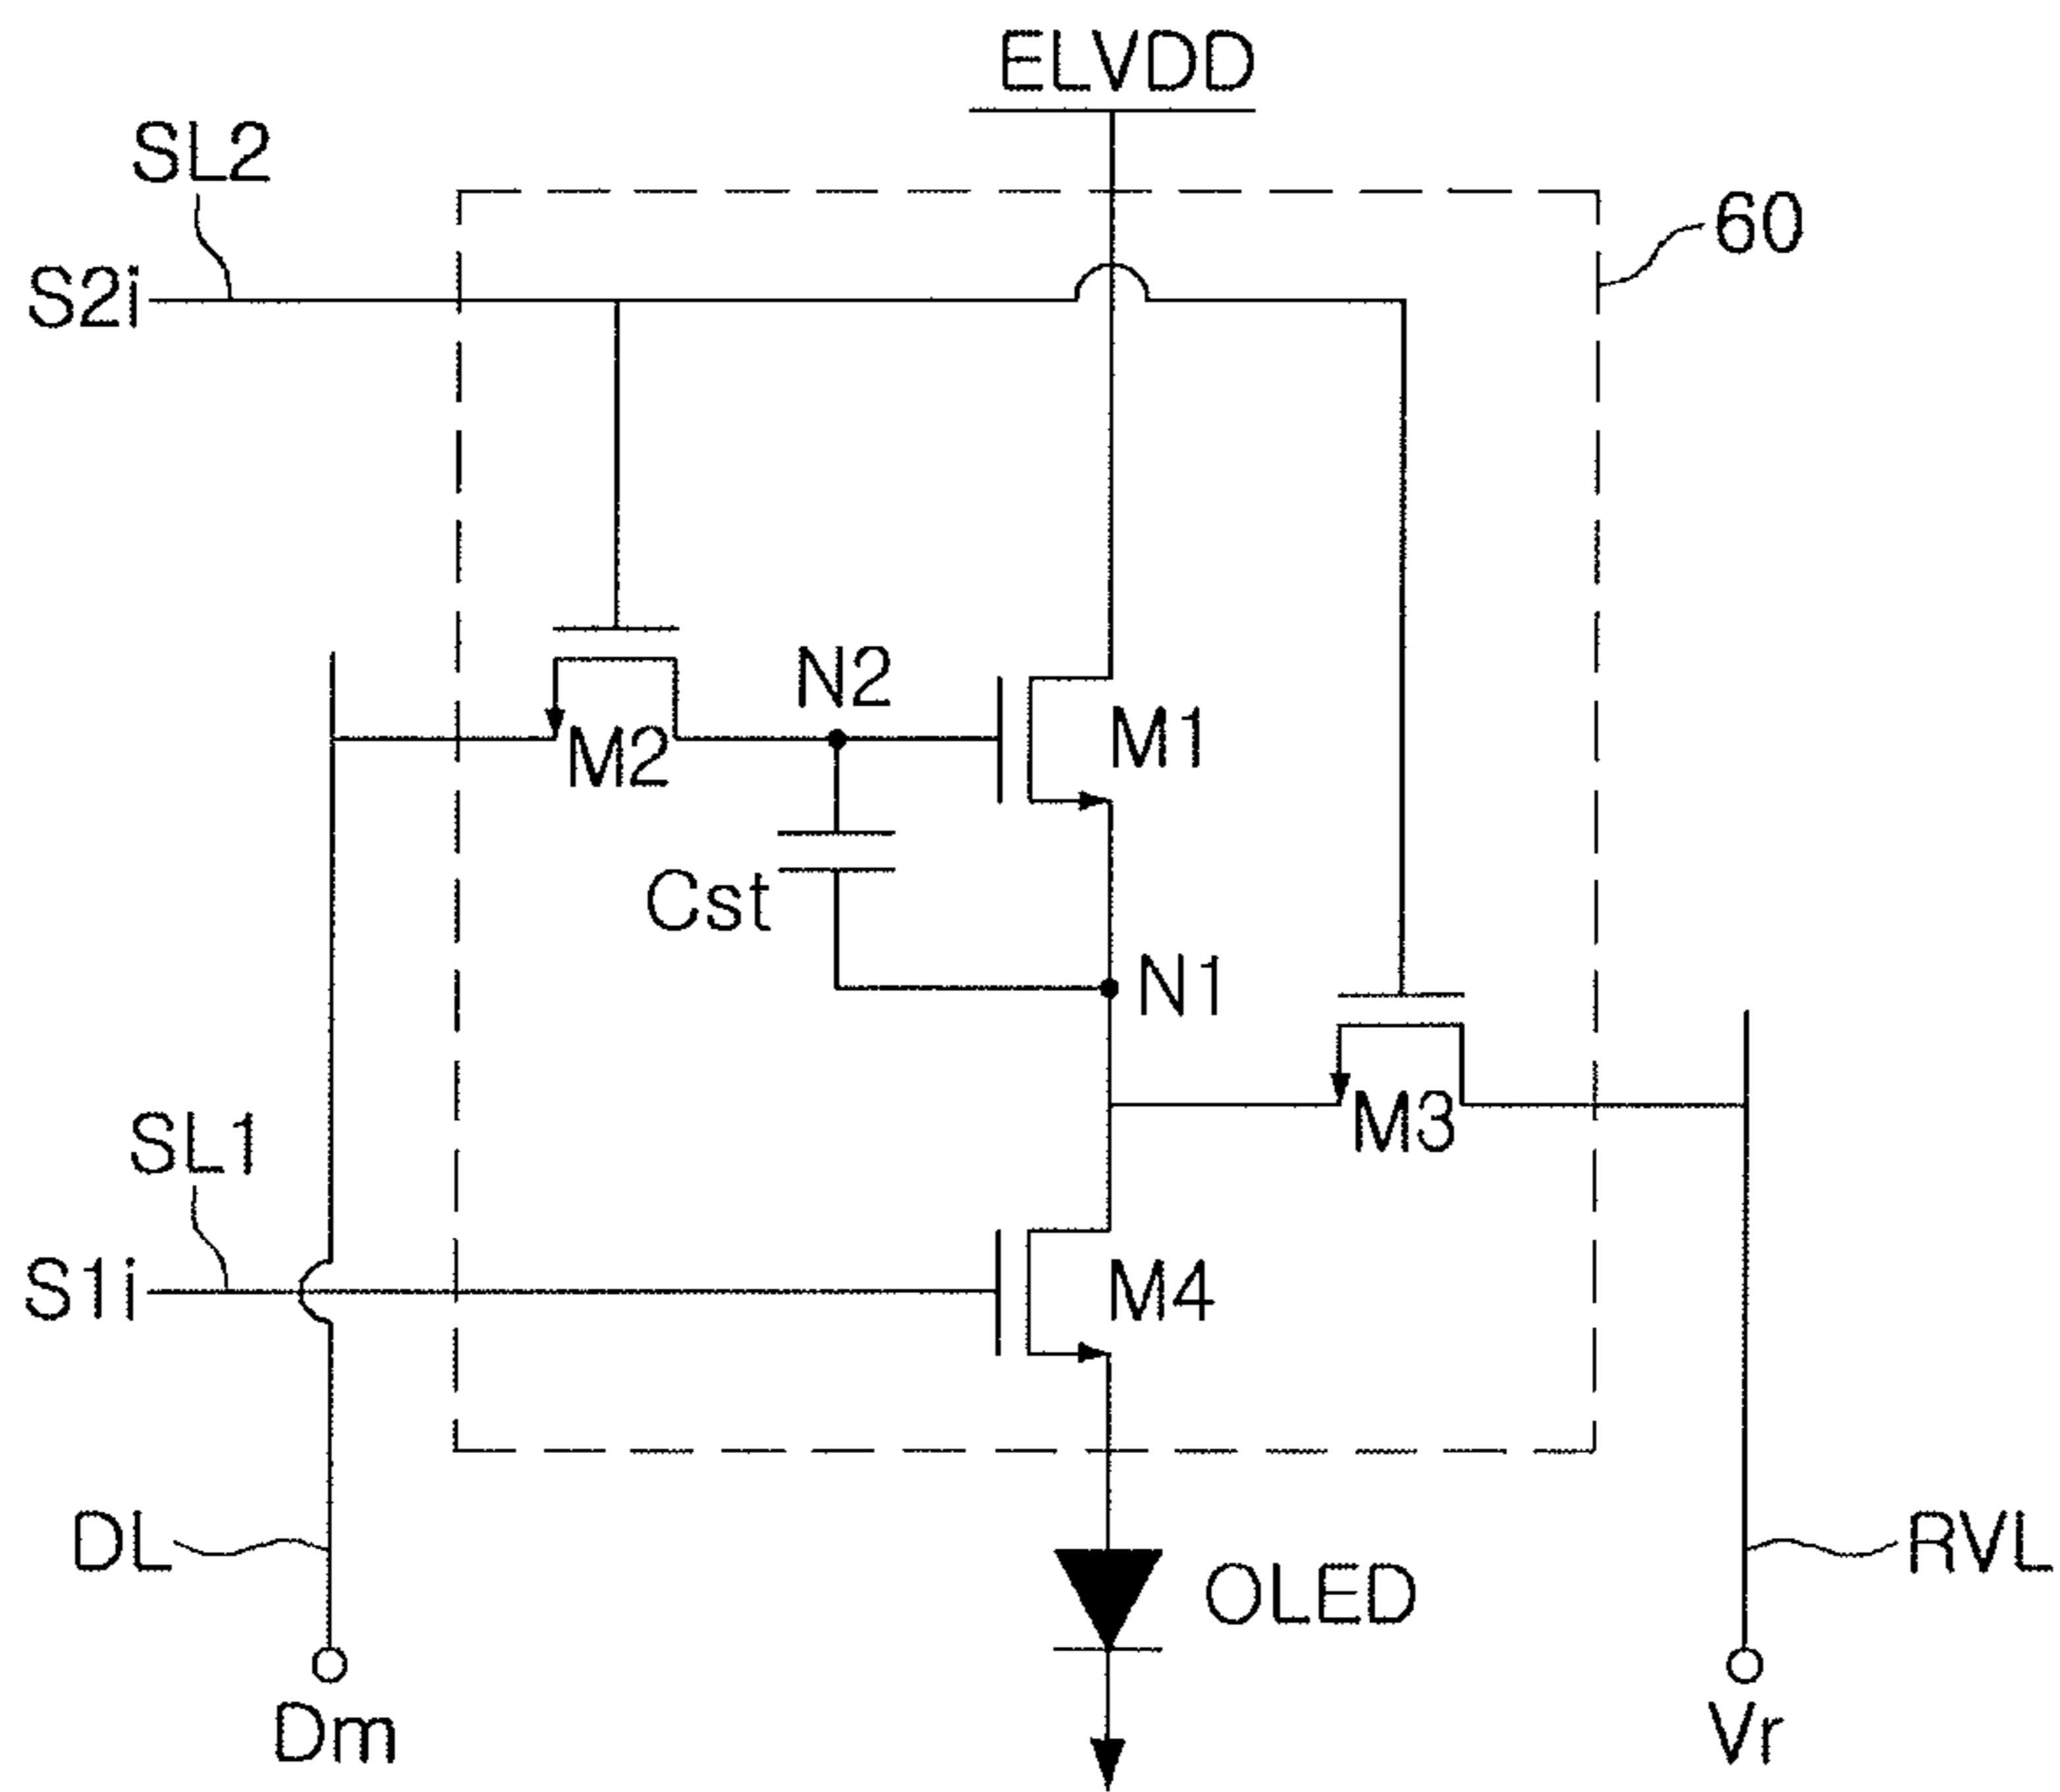 ELVDD
SL2
60
S2i
N2
M1
M2
Cst
N1
M3
SL1
S1i
M4
DL
OLED
RVL
Dm
Vr